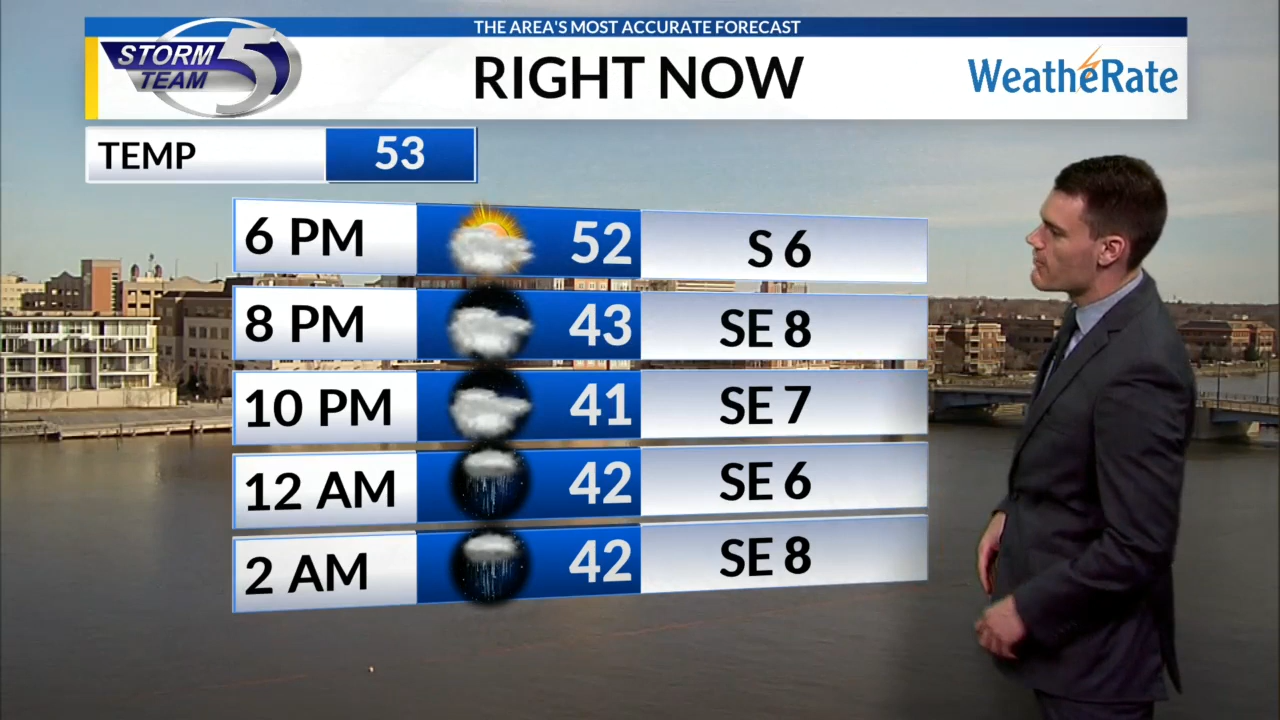 THE AREA'S MOST ACCURATE FORECAST
STORM TEAM 5
RIGHT NOW
WeatheRate
TEMP 53
6 PM 52 S 6
8 PM 43 SE 8
10 PM 41 SE 7
12 AM 42 SE 6
2 AM 42 SE 8